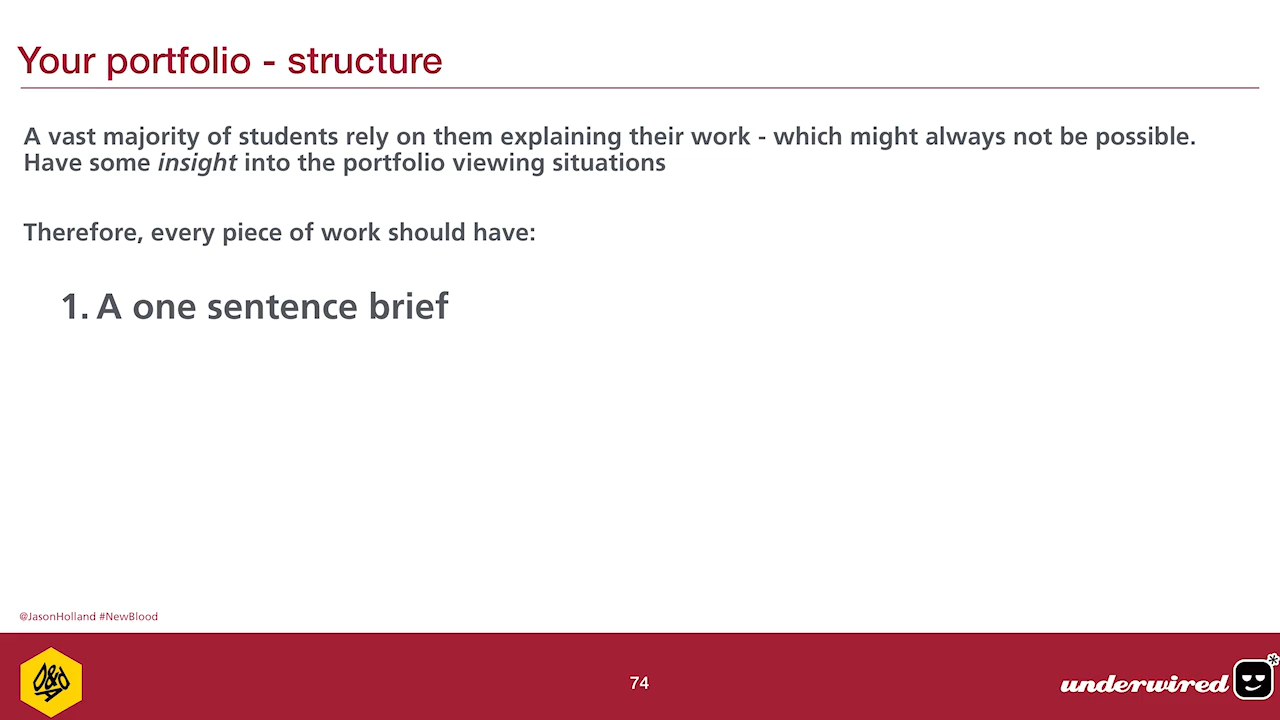 Your portfolio - structure
A vast majority of students rely on them explaining their work - which might always not be possible.
Have some insight into the portfolio viewing situations
Therefore, every piece of work should have:
1. A one sentence brief
@JasonHolland #NewBlood
D&AD
74
underwired